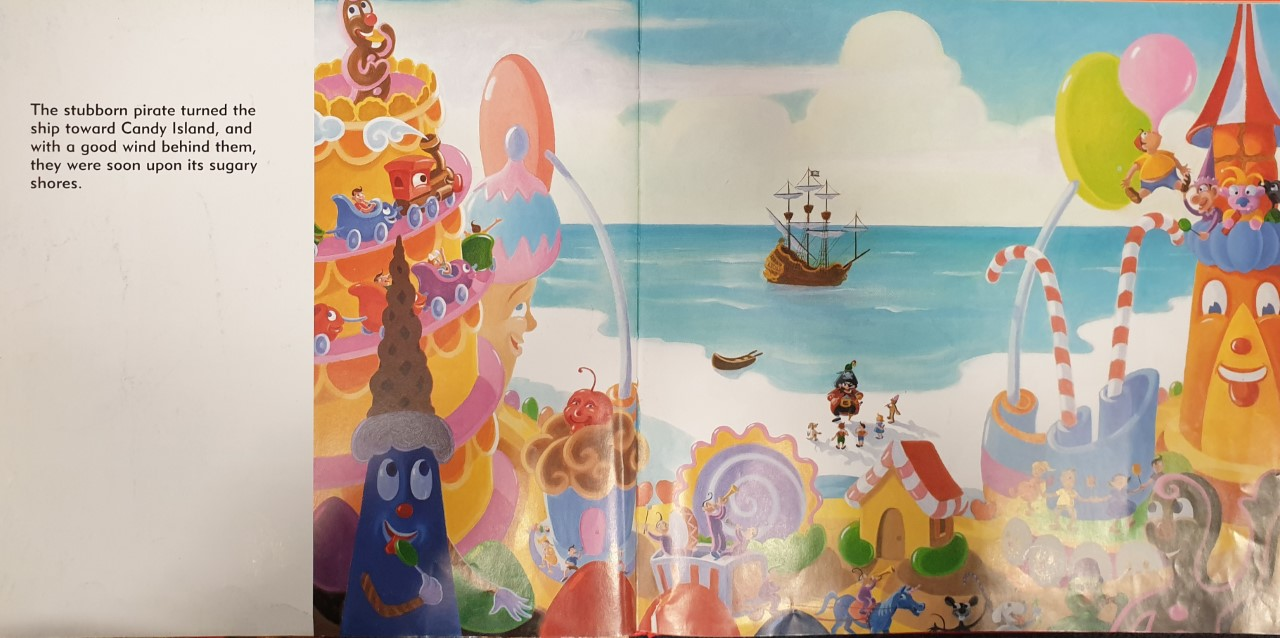 The stubborn pirate turned the
ship toward Candy Island, and
with a good wind behind them,
they were soon upon its sugary
shores.